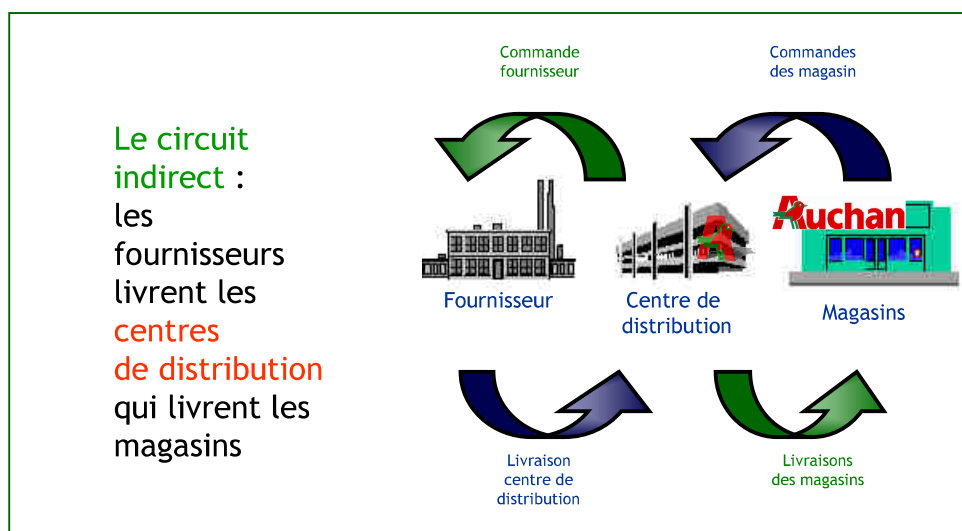 Le circuit
indirect :
les
fournisseurs
livrent les
centres
de distribution
qui livrent les
magasins
Commande
fournisseur
Commandes
des magasin
Auchan
Fournisseur
Centre de
distribution
Magasins
Livraison
centre de
distribution
Livraisons
des magasins